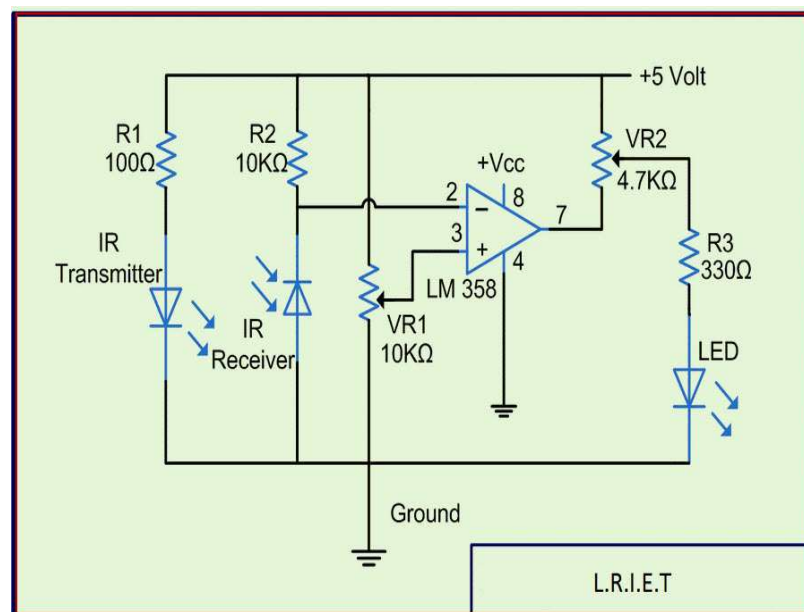 +5 Volt
R1
100Ω
R2
10KΩ
+Vcc
VR2
4.7KΩ
2
8
7
3
4
−
+
LM 358
R3
330Ω
IR
Transmitter
IR
Receiver
VR1
10KΩ
LED
Ground
L.R.I.E.T